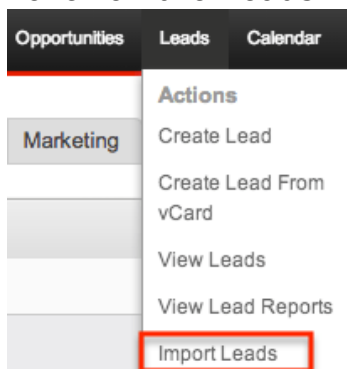 Opportunities Leads Calendar
Actions
Marketing
Create Lead
Create Lead From
vCard
View Leads
View Lead Reports
Import Leads